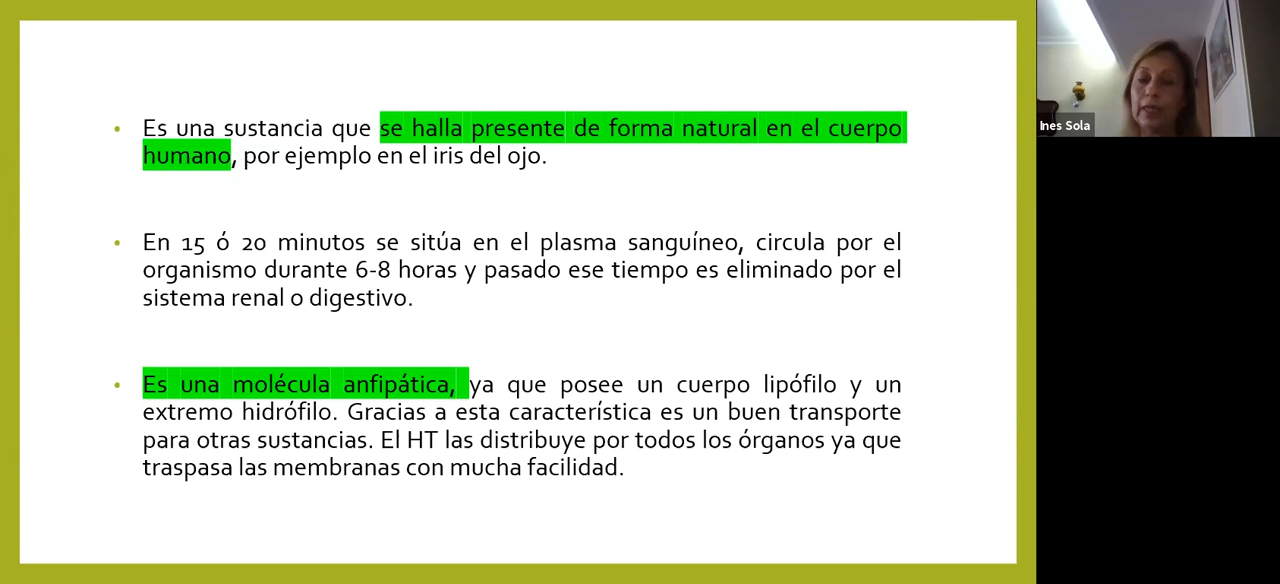 Es una sustancia que se halla presente de forma natural en el cuerpo
humano, por ejemplo en el iris del ojo.
En 15 ó 20 minutos se sitúa en el plasma sanguíneo, circula por el
organismo durante 6-8 horas y pasado ese tiempo es eliminado por el
sistema renal o digestivo.
Es una molécula anfipática, ya que posee un cuerpo lipófilo y un
extremo hidrófilo. Gracias a esta característica es un buen transporte
para otras sustancias. El HT las distribuye por todos los órganos ya que
traspasa las membranas con mucha facilidad.
Ines Sola